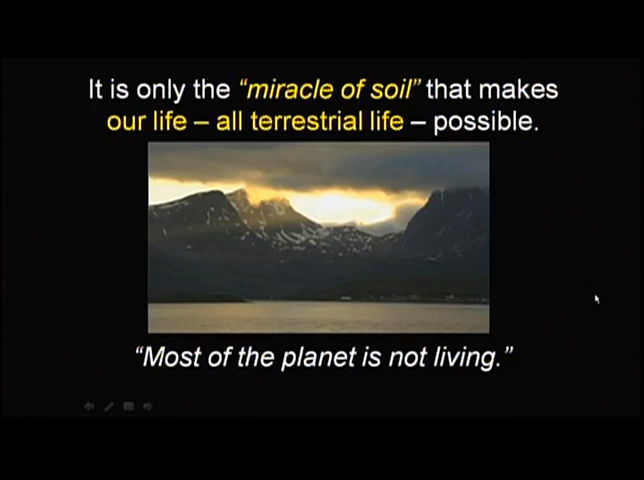 It is only the “miracle of soil” that makes
our life – all terrestrial life – possible.
“Most of the planet is not living.”